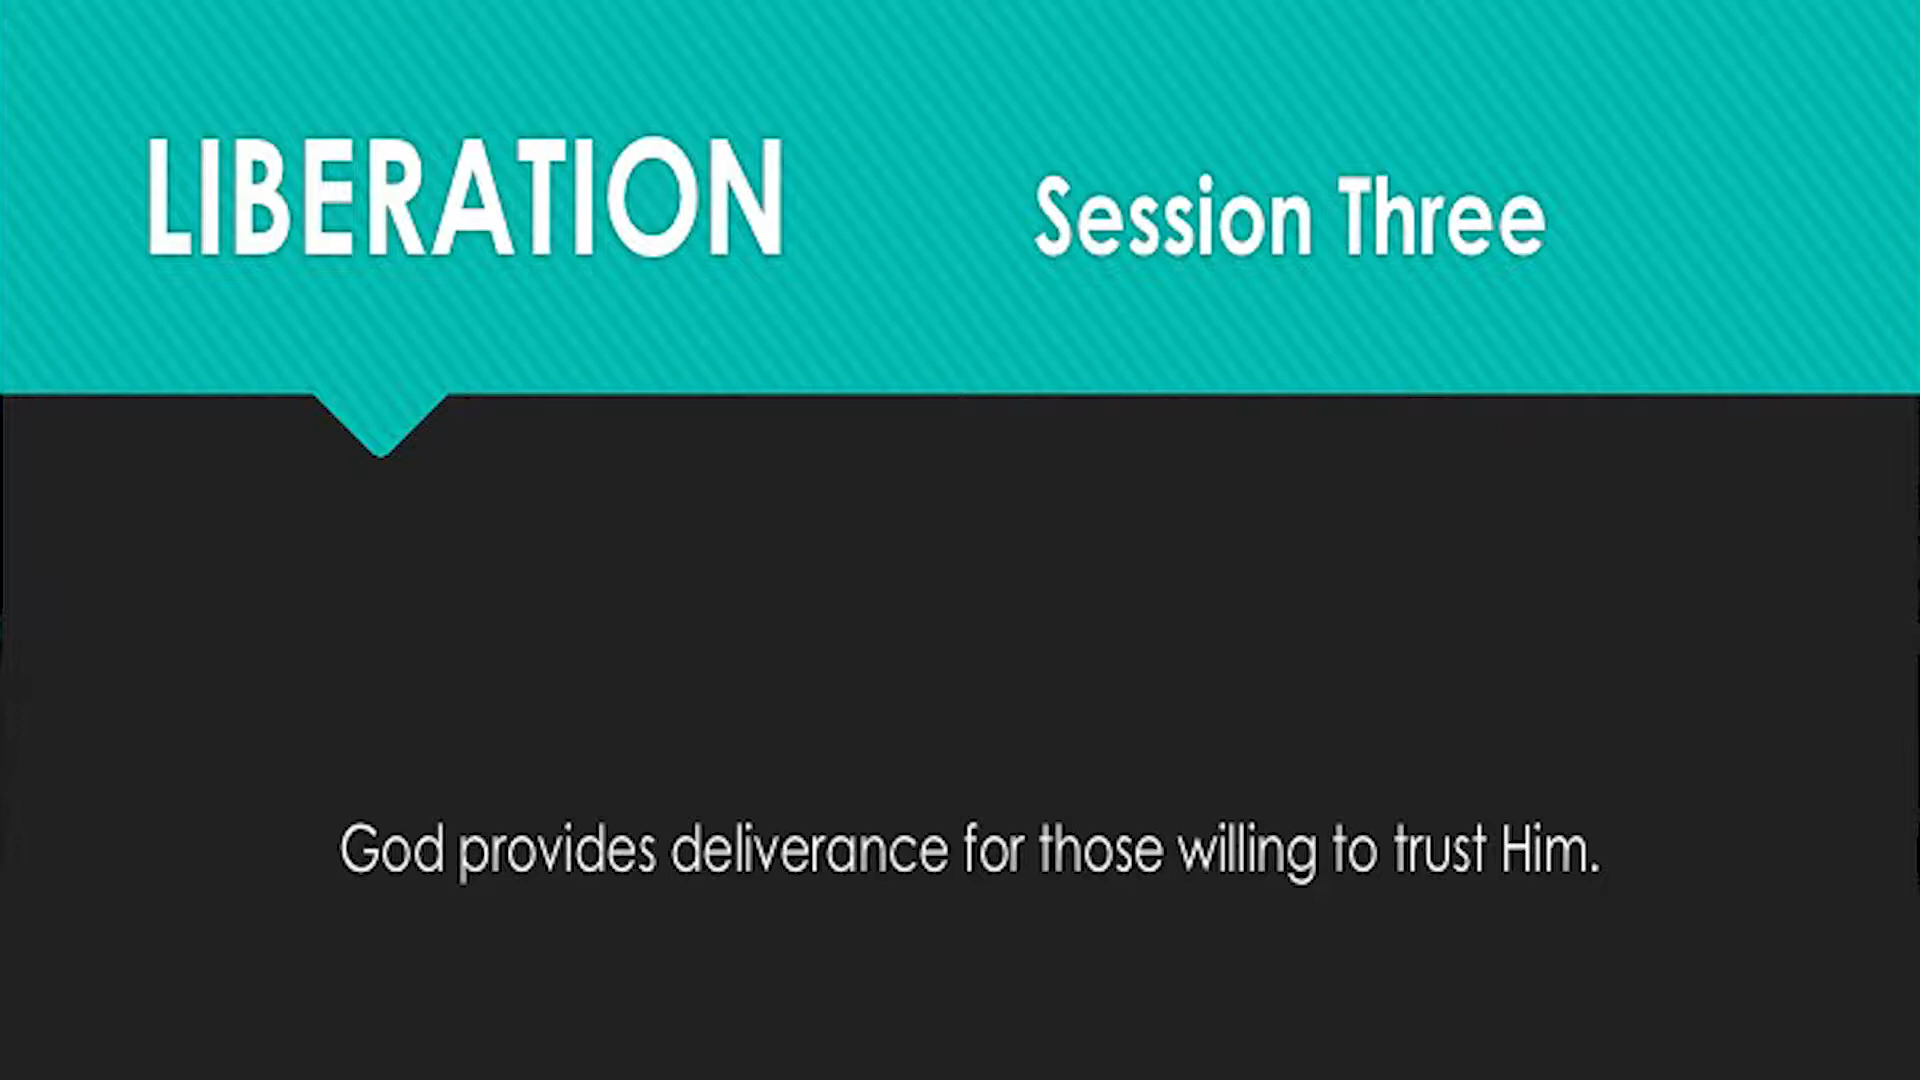 LIBERATION Session Three
God provides deliverance for those willing to trust Him.